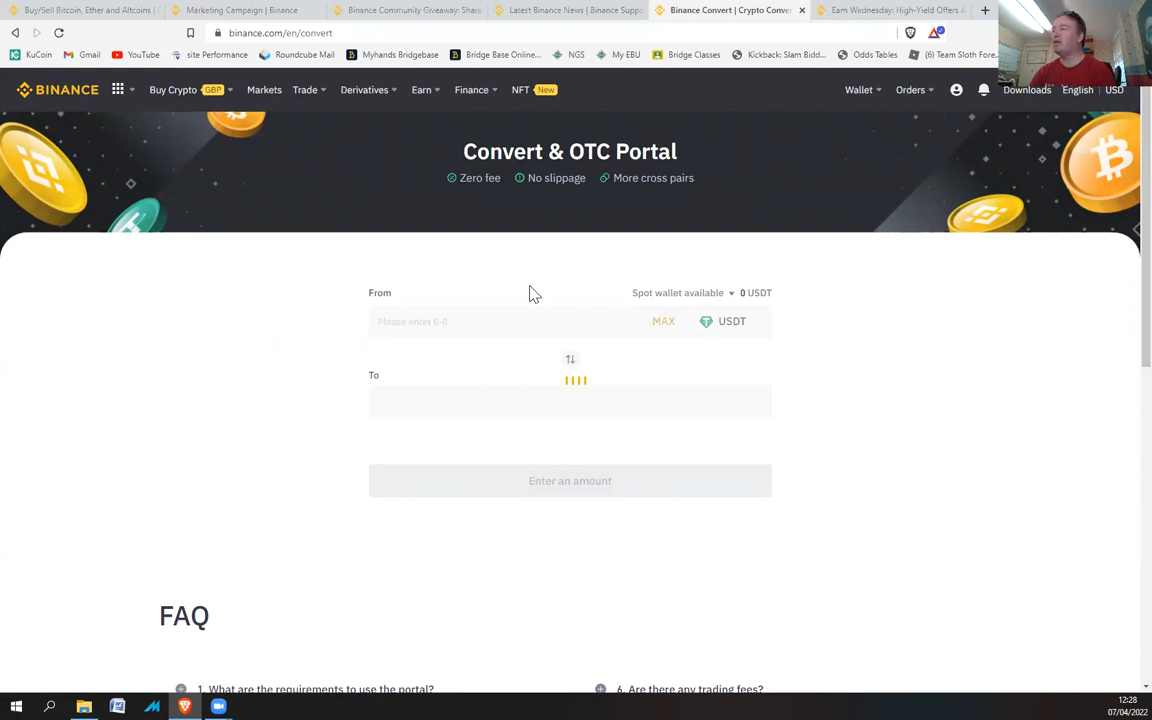 Buy/Sell Bitcoin, Ether and Altcoins |
Marketing Campaign | Binance
Binance Community Giveaway: Share
Latest Binance News | Binance Supp
Binance Convert | Crypto Conve
Earn Wednesday: High-Yield Offers A
binance.com/en/convert
KuCoin
Gmail
YouTube
site Performance
Roundcube Mail
Myhands Bridgebase
Bridge Base Online...
NGS
My EBU
Bridge Classes
Kickback: Slam Bidd...
Odds Tables
(6) Team Sloth Fore...
BINANCE
Buy Crypto GBP
Markets
Trade
Derivatives
Earn
Finance
NFT New
Wallet
Orders
Downloads
English
USD
Convert & OTC Portal
Zero fee
No slippage
More cross pairs
From
Spot wallet available 0 USDT
Please enter 0-0
MAX
USDT
To
Enter an amount
FAQ
1. What are the requirements to use the portal?
6. Are there any trading fees?
12:28
07/04/2022